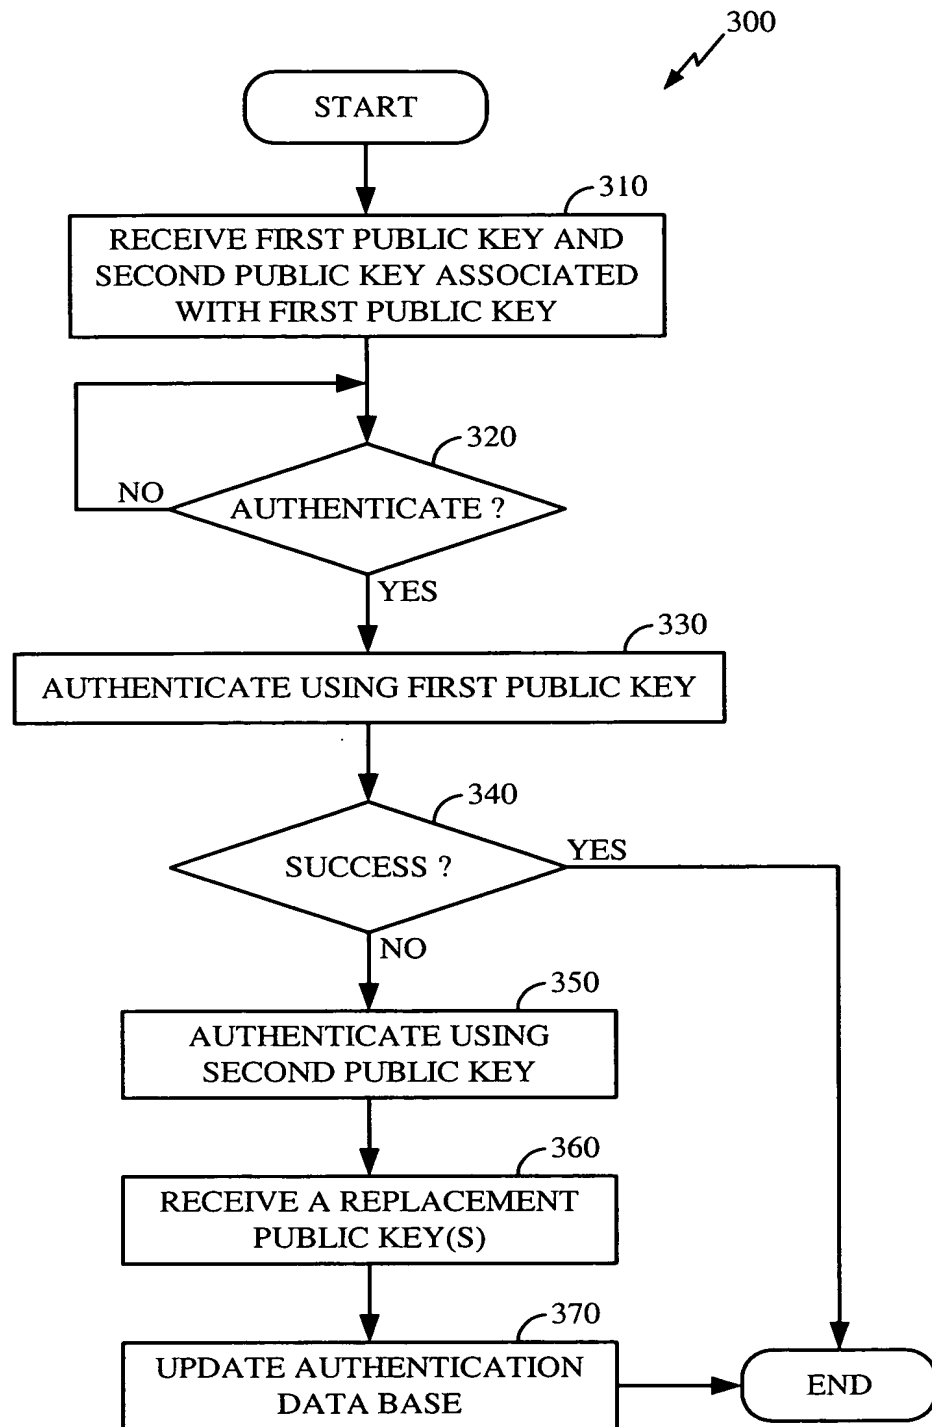 300
START
310
RECEIVE FIRST PUBLIC KEY AND
SECOND PUBLIC KEY ASSOCIATED
WITH FIRST PUBLIC KEY
320
NO
AUTHENTICATE ?
YES
330
AUTHENTICATE USING FIRST PUBLIC KEY
340
SUCCESS ?
YES
NO
350
AUTHENTICATE USING
SECOND PUBLIC KEY
360
RECEIVE A REPLACEMENT
PUBLIC KEY(S)
370
UPDATE AUTHENTICATION
DATA BASE
END